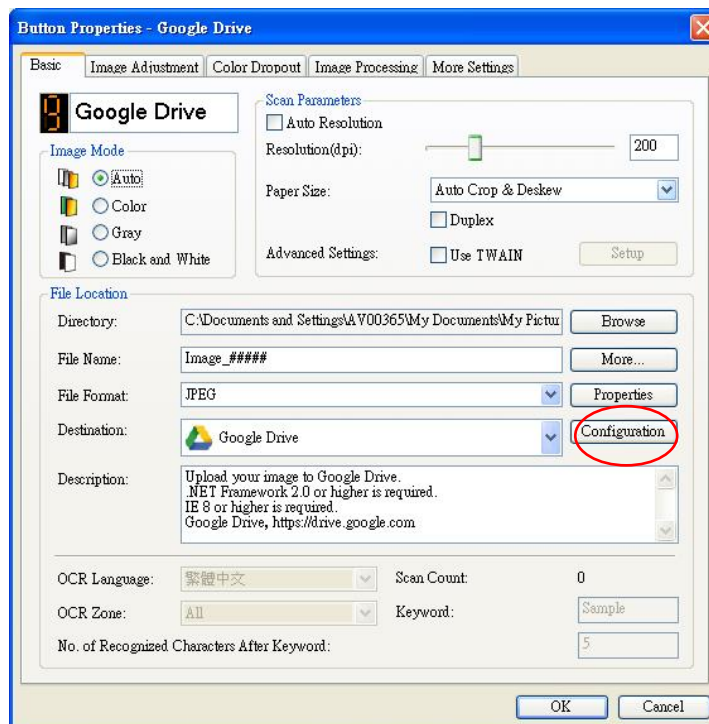 Button Properties - Google Drive
Basic
Image Adjustment
Color Dropout
Image Processing
More Settings
9
Google Drive
Image Mode
Auto
Color
Gray
Black and White
Scan Parameters
Auto Resolution
Resolution(dpi):
200
Paper Size:
Auto Crop & Deskew
Duplex
Advanced Settings:
Use TWAIN
Setup
File Location
Directory:
C:\Documents and Settings\AV00365\My Documents\My Pictur
Browse
File Name:
Image_#####
More...
File Format:
JPEG
Properties
Destination:
Google Drive
Configuration
Description:
Upload your image to Google Drive.
.NET Framework 2.0 or higher is required.
IE 8 or higher is required.
Google Drive, https://drive.google.com
OCR Language:
繁體中文
Scan Count:
0
OCR Zone:
All
Keyword:
Sample
No. of Recognized Characters After Keyword:
5
OK
Cancel